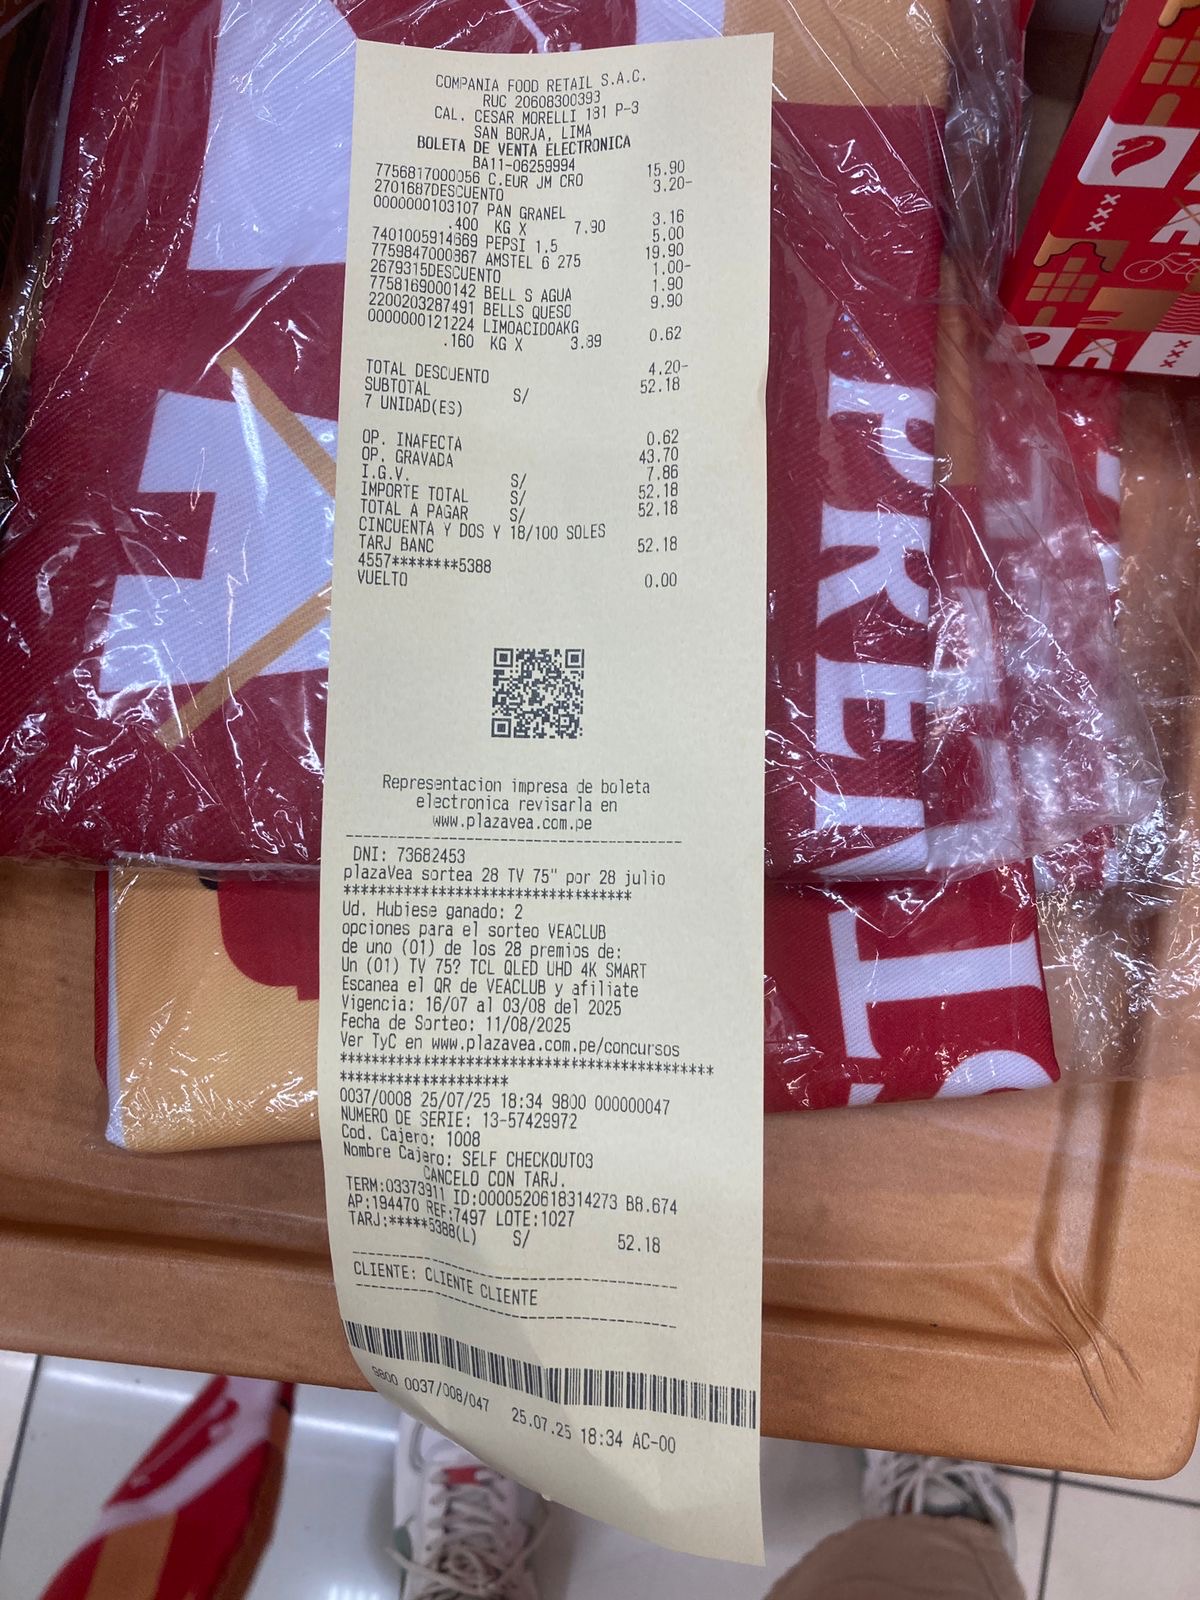 COMPANIA FOOD RETAIL S.A.C.
RUC 20608300393
CAL. CESAR MORELLI 181 P-3
SAN BORJA, LIMA
BOLETA DE VENTA ELECTRONICA
BA11-06259994
7756817000056 C.EUR JM CRO 15.90
2701687DESCUENTO 3.20-
0000000103107 PAN GRANEL
.400 KG X 7.90 3.16
7401005914669 PEPSI 1.5 5.00
7759847000867 AMSTEL 6 275 19.90
2679315DESCUENTO 1.00-
7758169000142 BELL S AGUA 1.90
2200203287491 BELLS QUESO 9.90
0000000121224 LIMOACIDOAKG
.160 KG X 3.89 0.62
TOTAL DESCUENTO 4.20-
SUBTOTAL S/ 52.18
7 UNIDAD(ES)
OP. INAFECTA 0.62
OP. GRAVADA 43.70
I.G.V. S/ 7.86
IMPORTE TOTAL S/ 52.18
TOTAL A PAGAR S/ 52.18
CINCUENTA Y DOS Y 18/100 SOLES
TARJ BANC 52.18
4557********5388
VUELTO 0.00
Representacion impresa de boleta
electronica revisarla en
www.plazavea.com.pe
DNI: 73682453
plazaVea sortea 28 TV 75" por 28 julio
**********************************
Ud. Hubiese ganado: 2
opciones para el sorteo VEACLUB
de uno (01) de los 28 premios de:
Un (01) TV 75? TCL QLED UHD 4K SMART
Escanea el QR de VEACLUB y afiliate
Vigencia: 16/07 al 03/08 del 2025
Fecha de Sorteo: 11/08/2025
Ver TyC en www.plazavea.com.pe/concursos
******************************************
*******************
0037/0008 25/07/25 18:34 9800 000000047
NUMERO DE SERIE: 13-57429972
Cod. Cajero: 1008
Nombre Cajero: SELF CHECKOUT03
CANCELO CON TARJ.
TERM:03373911 ID:0000520618314273 B8.674
AP:194470 REF:7497 LOTE:1027
TARJ:*****5388(L) S/ 52.18
CLIENTE: CLIENTE CLIENTE
9800 0037/008/047 25.07.25 18:34 AC-00